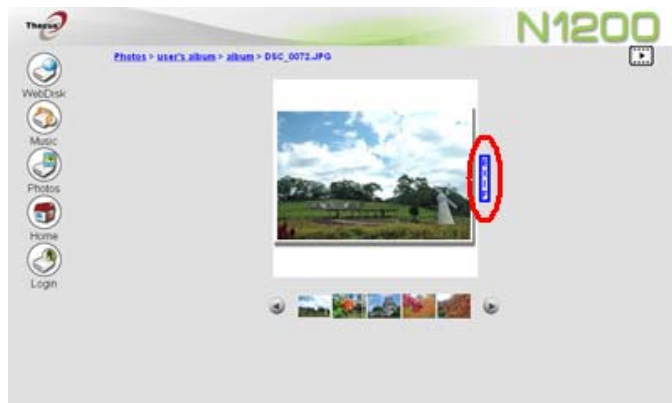 Thecus
N1200
Photos > user's album > album > DSC_0072.JPG
WebDisk
Music
Photos
Home
Login